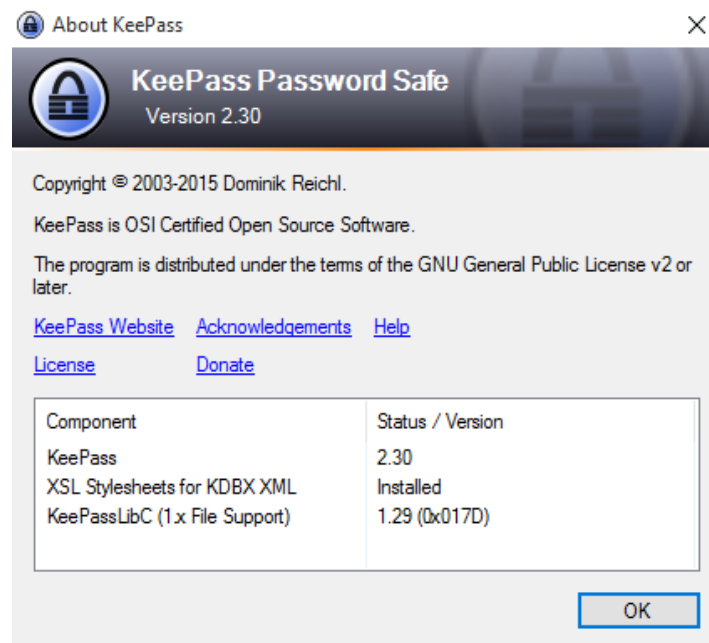 About KeePass
KeePass Password Safe
Version 2.30
Copyright © 2003-2015 Dominik Reichl.
KeePass is OSI Certified Open Source Software.
The program is distributed under the terms of the GNU General Public License v2 or
later.
KeePass Website Acknowledgements Help
License Donate
Component Status / Version
KeePass 2.30
XSL Stylesheets for KDBX XML Installed
KeePassLibC (1.x File Support) 1.29 (0x017D)
OK